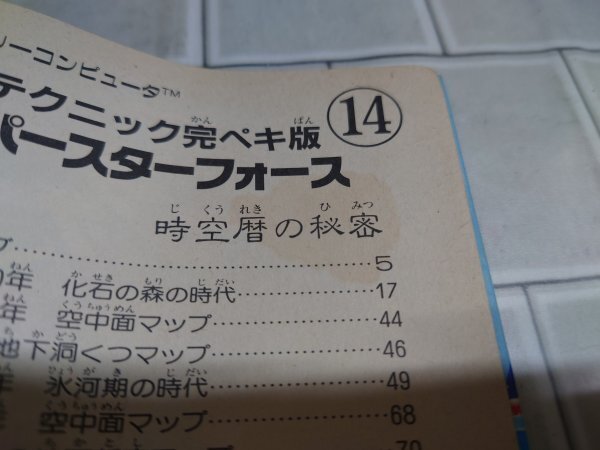 リーコンピュータ™
テクニック完ペキ版 14
パースターフォース
時空暦の秘密
プ……5
年 化石の森の時代……17
年 空中面マップ……44
地下洞くつマップ……46
年 氷河期の時代……49
年 空中面マップ……68